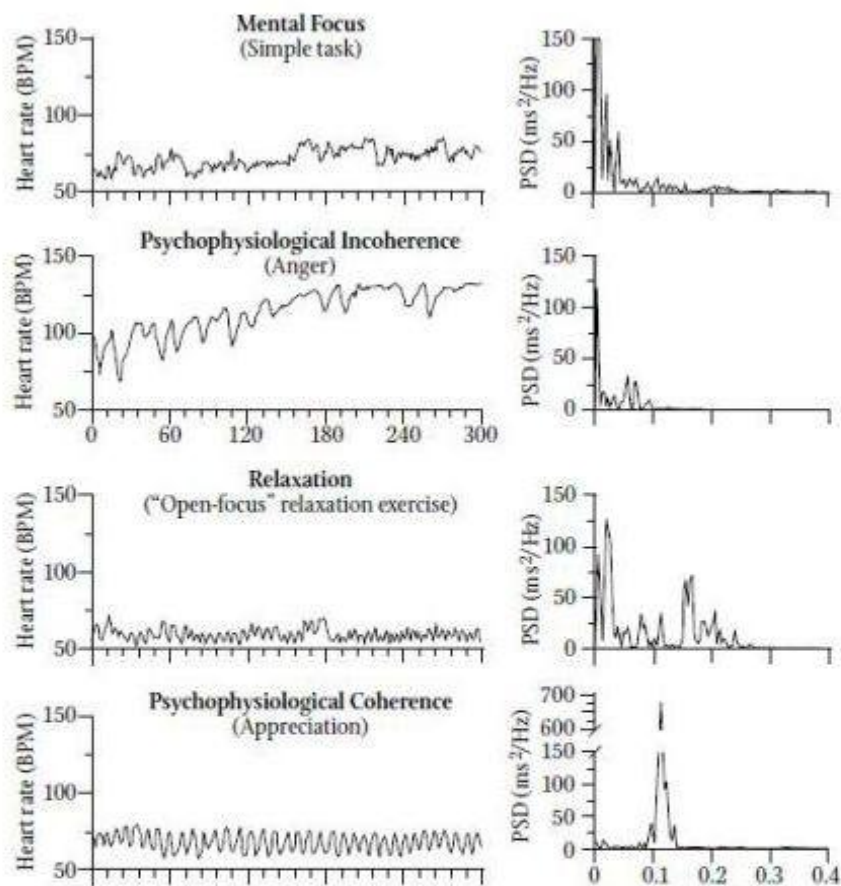 Mental Focus
(Simple task)
Heart rate (BPM)
150
100
50
PSD (ms²/Hz)
150
100
50
0
Psychophysiological Incoherence
(Anger)
Heart rate (BPM)
150
100
50
0 60 120 180 240 300
PSD (ms²/Hz)
150
100
50
0
Relaxation
("Open-focus" relaxation exercise)
Heart rate (BPM)
150
100
50
PSD (ms²/Hz)
150
100
50
0
Psychophysiological Coherence
(Appreciation)
Heart rate (BPM)
150
100
50
PSD (ms²/Hz)
700
600
150
100
50
0
0 0.1 0.2 0.3 0.4